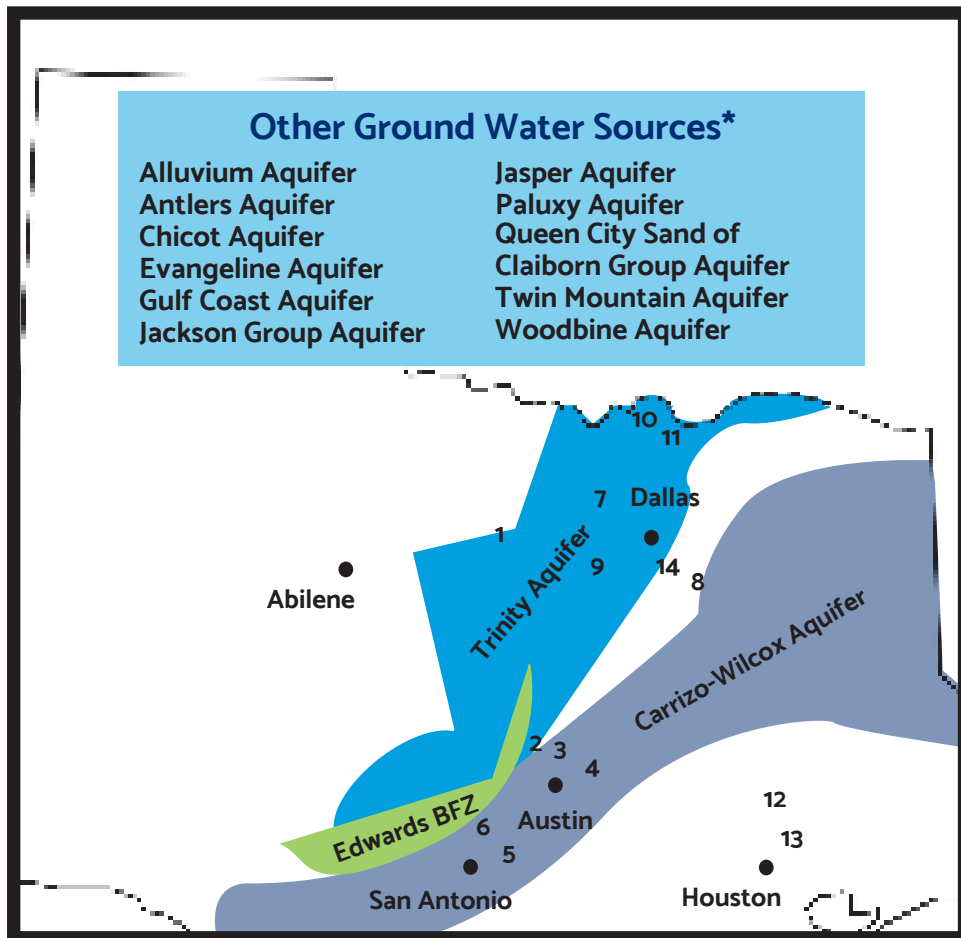 Other Ground Water Sources*
Alluvium Aquifer
Antlers Aquifer
Chicot Aquifer
Evangeline Aquifer
Gulf Coast Aquifer
Jackson Group Aquifer
Jasper Aquifer
Paluxy Aquifer
Queen City Sand of
Claiborn Group Aquifer
Twin Mountain Aquifer
Woodbine Aquifer
10
11
7
Dallas
1
Trinity Aquifer
9
14
8
Abilene
Carrizo-Wilcox Aquifer
2
3
4
Edwards BFZ
6
Austin
5
San Antonio
12
13
Houston